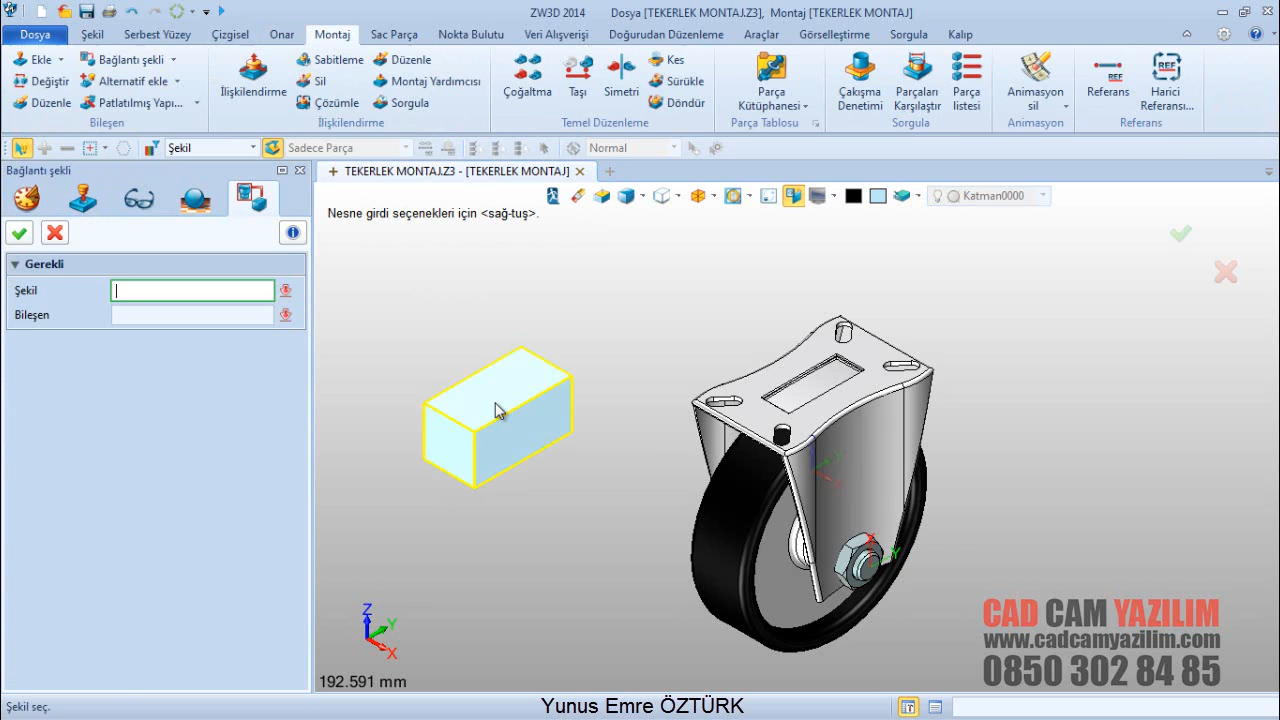 ZW3D 2014 Dosya [TEKERLEK MONTAJ.Z3], Montaj [TEKERLEK MONTAJ]
Dosya Şekil Serbest Yüzey Çizgisel Onar Montaj Sac Parça Nokta Bulutu Veri Alışverişi Doğurudan Düzenleme Araçlar Görselleştirme Sorgula Kalıp
Ekle Bağlantı şekli Sabitleme Düzenle Kes
Değiştir Alternatif ekle Sil Montaj Yardımısı Sürükle
Düzenle Patlatılmış Yapı... Çözümle Sorgula Döndür
İlişkilendirme Çoğaltma Taşı Simetri
Parça Kütüphanesi Çakışma Denetimi Parçaları Karşılaştır Parça listesi Animasyon sil REF Referans REF Harici Referansı...
Bileşen İlişkilendirme Temel Düzenleme Parça Tablosu Sorgula Animasyon Referans
Şekil Sadece Parça Normal
Bağlantı şekli
TEKERLEK MONTAJ.Z3 - [TEKERLEK MONTAJ]
Katman0000
Nesne girdi seçenekleri için <sağ-tuş>.
Gerekli
Şekil
Bileşen
Z
Y
X
X
Y
192.591 mm
CAD CAM YAZILIM
www.cadcamyazilim.com
0850 302 84 85
Şekil seç.
Yunus Emre ÖZTÜRK